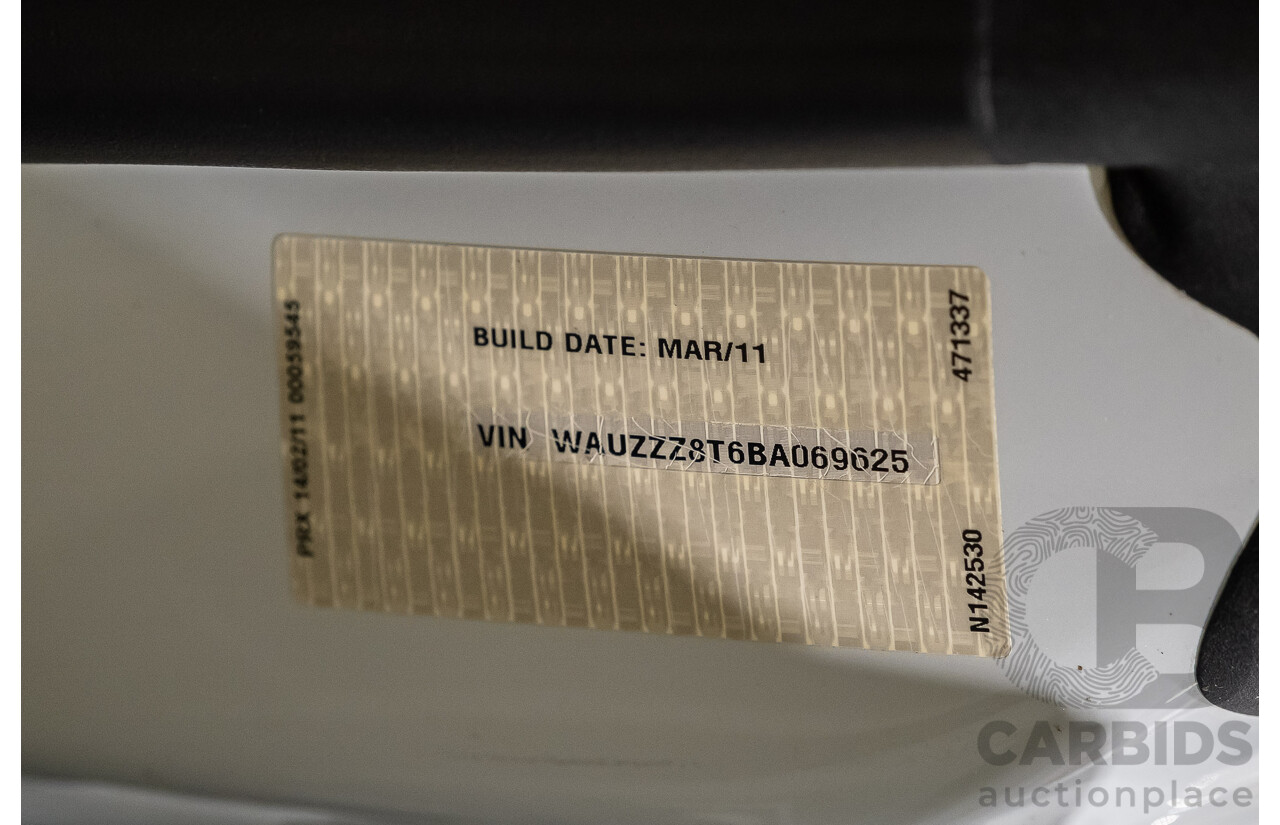 PRX 14/02/11 00059545
BUILD DATE: MAR/11
VIN WAUZZZ8T6BA069625
471337
N142530
CARBIDS
auctionplace